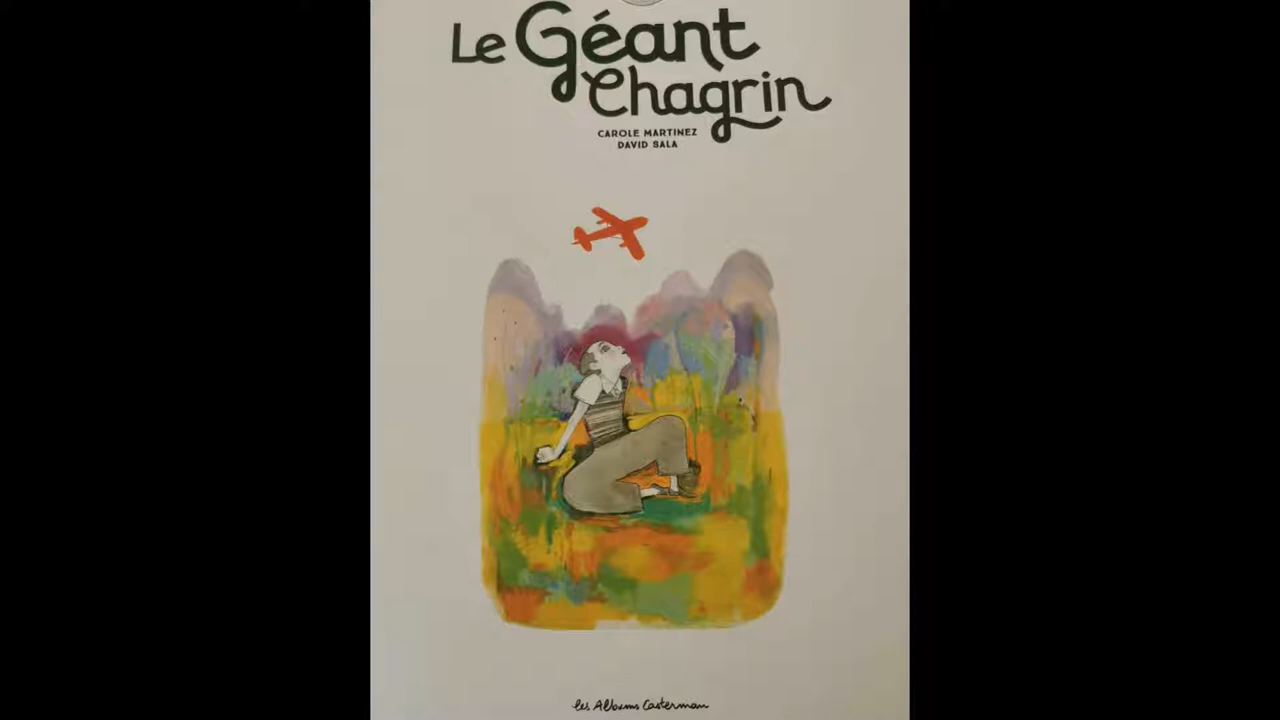 Le Géant
Chagrin
CAROLE MARTINEZ
DAVID SALA
les Albums Casterman